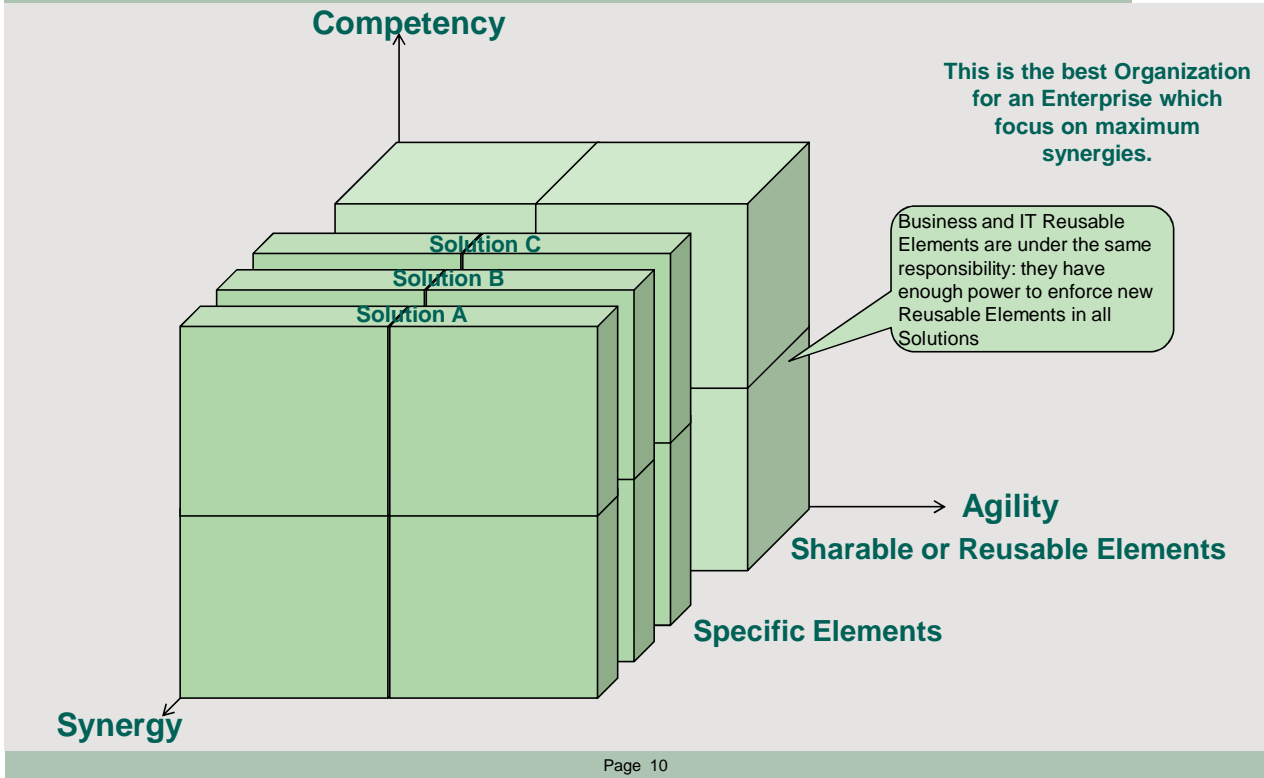 Competency
This is the best Organization
for an Enterprise which
focus on maximum
synergies.
Business and IT Reusable
Elements are under the same
responsibility: they have
enough power to enforce new
Reusable Elements in all
Solutions
Solution C
Solution B
Solution A
Agility
Sharable or Reusable Elements
Specific Elements
Synergy
Page 10